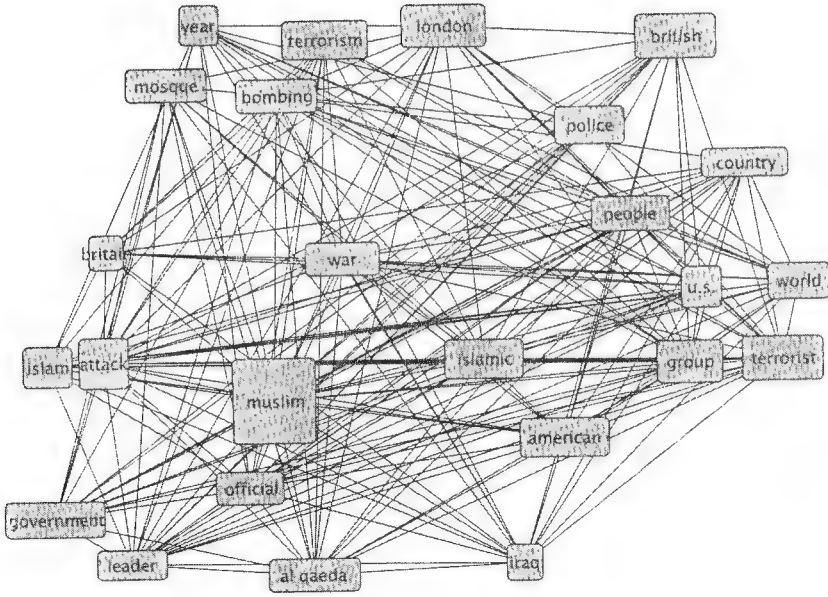 year
terrorism
london
british
mosque
bombing
police
country
people
britain
war
u.s.
world
islam
attack
muslim
islamic
group
terrorist
american
official
government
leader
al qaeda
iraq